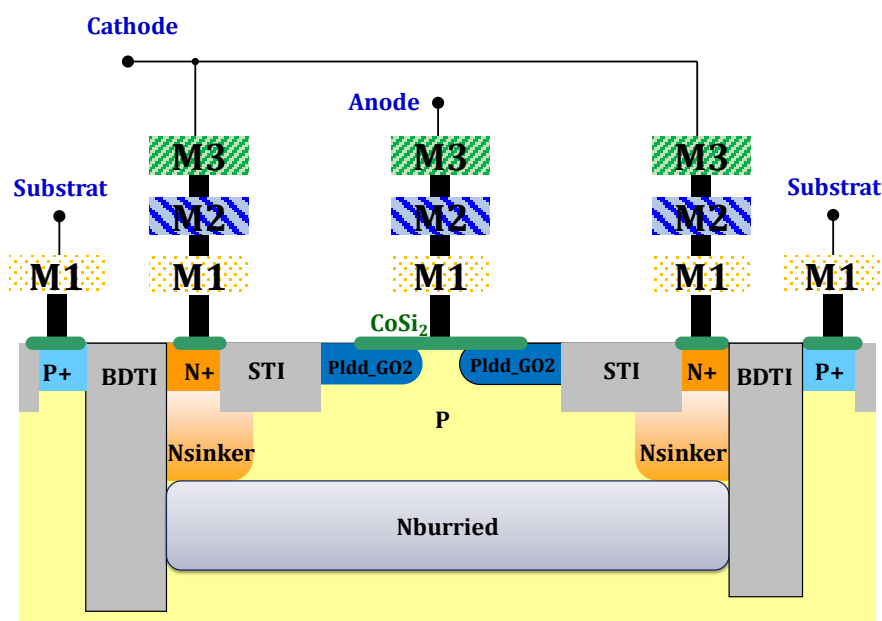 Cathode
Anode
Substrat
Substrat
M3
M3
M3
M2
M2
M2
M1
M1
M1
M1
M1
CoSi₂
P+
BDTI
N+
STI
Pldd_GO2
Pldd_GO2
STI
N+
BDTI
P+
P
Nsinker
Nsinker
Nburried